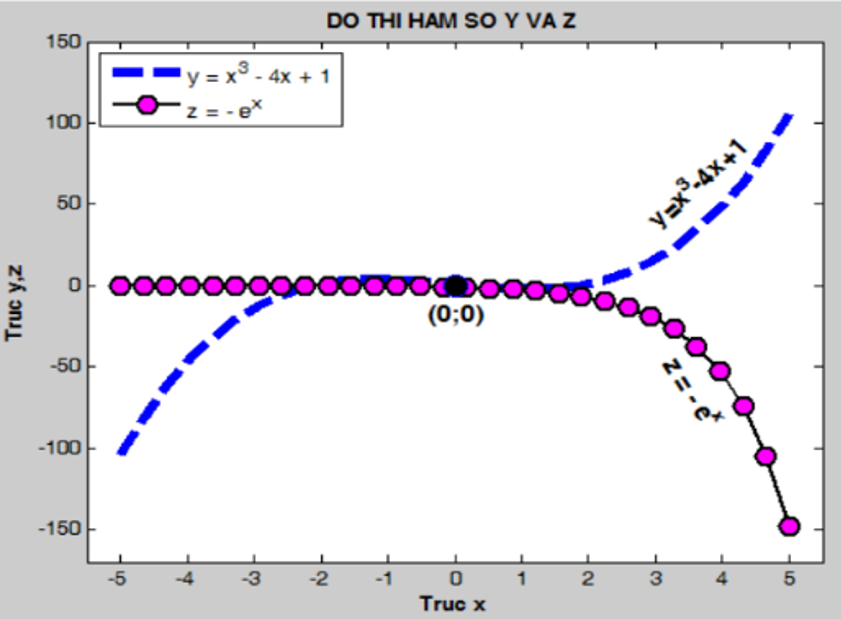 DO THI HAM SO Y VA Z
y = x³ - 4x + 1
z = - eˣ
150
100
50
0
-50
-100
-150
Truc y,z
y=x³-4x+1
(0;0)
z = - eˣ
-5 -4 -3 -2 -1 0 1 2 3 4 5
Truc x